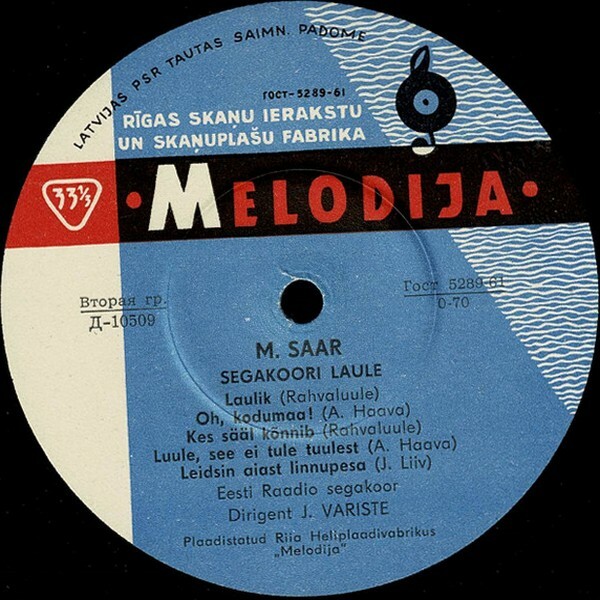 LATVIJAS PSR TAUTAS SAIMN. PADOME
ГОСТ-5289-61
RĪGAS SKAŅU IERAKSTU
UN SKAŅUPLAŠU FABRIKA
33⅓
•MELODIJA•
Вторая гр.
Д-10509
Гост 5289-61
0-70
M. SAAR
SEGAKOORI LAULE
Laulik (Rahvaluule)
Oh, kodumaa! (A. Haava)
Kes sääl kõnnib (Rahvaluule)
Luule, see ei tule tuulest (A. Haava)
Leidsin aiast linnupesa (J. Liiv)
Eesti Raadio segakoor
Dirigent J. VARISTE
Plaadistatud Riia Heliplaadivabrikus
„Melodija”